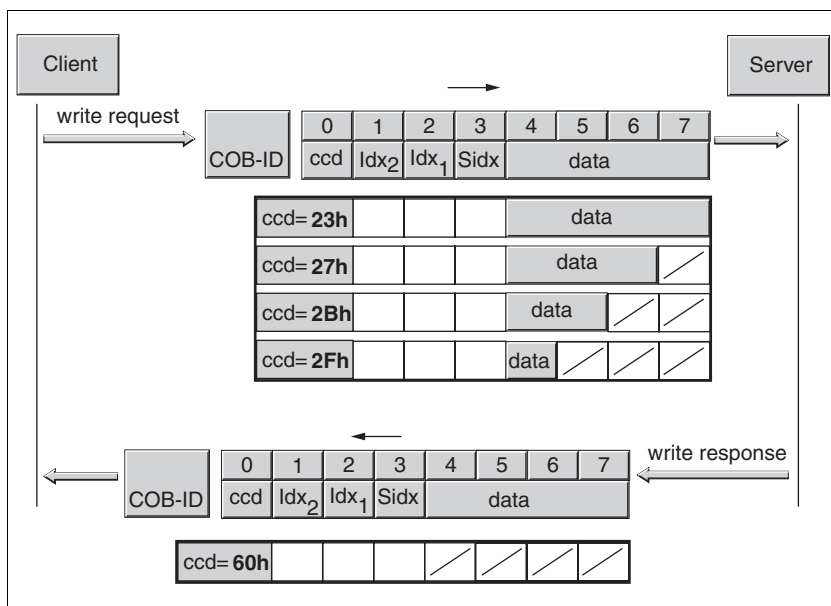 Client
Server
write request
COB-ID
0 1 2 3 4 5 6 7
ccd Idx2 Idx1 Sidx data
ccd= 23h data
ccd= 27h data
ccd= 2Bh data
ccd= 2Fh data
write response
COB-ID
0 1 2 3 4 5 6 7
ccd Idx2 Idx1 Sidx data
ccd= 60h